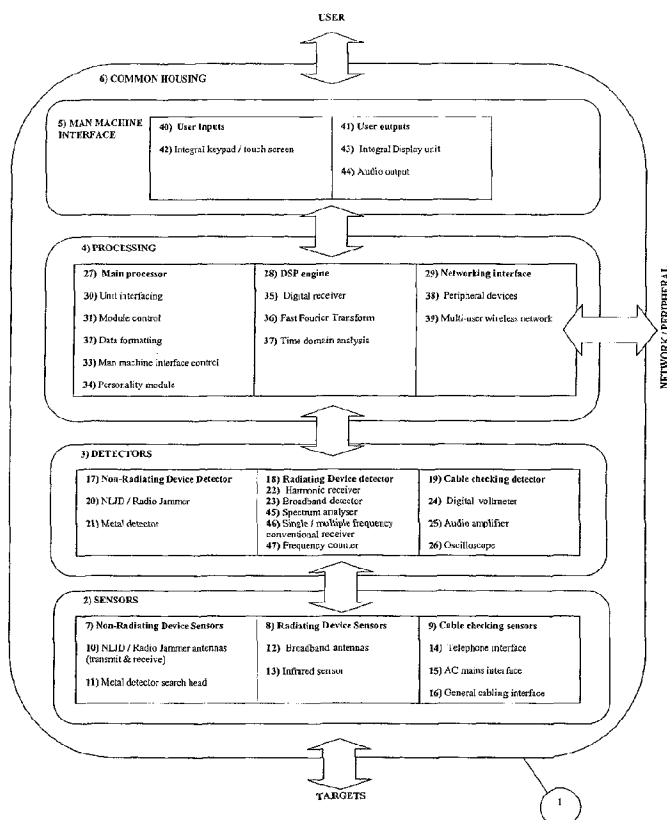 USER
6) COMMON HOUSING
5) MAN MACHINE
INTERFACE
40) User Inputs
42) Integral keypad / touch screen
41) User outputs
43) Integral Display unit
44) Audio output
4) PROCESSING
27) Main processor
30) Unit interfacing
31) Module control
32) Data formatting
33) Man machine interface control
34) Personality module
28) DSP engine
35) Digital receiver
36) Fast Fourier Transform
37) Time domain analysis
29) Networking interface
38) Peripheral devices
39) Multi-user wireless network
NETWORK / PERIPHERAL
3) DETECTORS
17) Non-Radiating Device Detector
20) NLJD / Radio Jammer
21) Metal detector
18) Radiating Device detector
22) Harmonic receiver
23) Broadband detector
45) Spectrum analyser
46) Single / multiple frequency
conventional receiver
47) Frequency counter
19) Cable checking detector
24) Digital voltmeter
25) Audio amplifier
26) Oscilloscope
2) SENSORS
7) Non-Radiating Device Sensors
10) NLJD / Radio Jammer antennas
(transmit & receive)
11) Metal detector search head
8) Radiating Device Sensors
12) Broadband antennas
13) Infrared sensor
9) Cable checking sensors
14) Telephone interface
15) AC mains interface
16) General cabling interface
TARGETS
1